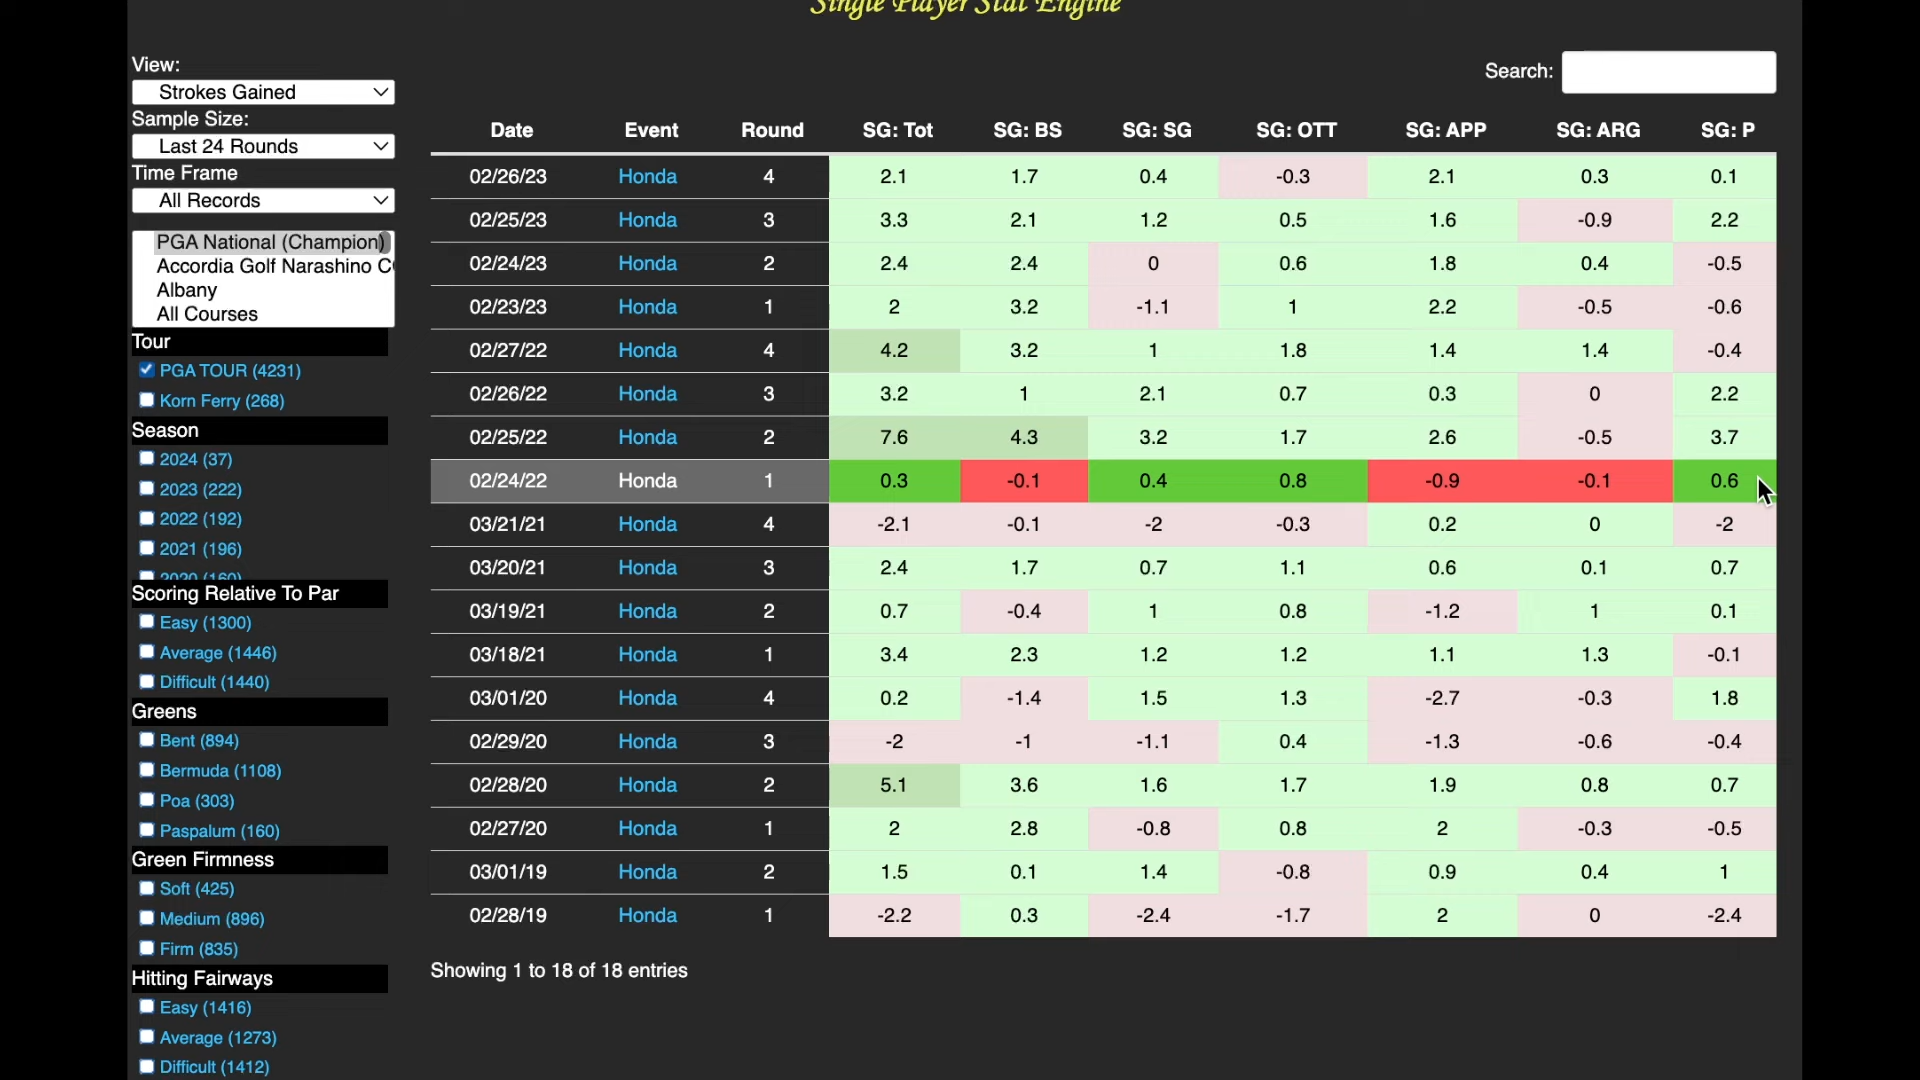 Single Player Stat Engine
View:
Strokes Gained
Sample Size:
Last 24 Rounds
Time Frame
All Records
PGA National (Champion)
Accordia Golf Narashino C
Albany
All Courses
Tour
PGA TOUR (4231)
Korn Ferry (268)
Season
2024 (37)
2023 (222)
2022 (192)
2021 (196)
2020 (160)
Scoring Relative To Par
Easy (1300)
Average (1446)
Difficult (1440)
Greens
Bent (894)
Bermuda (1108)
Poa (303)
Paspalum (160)
Green Firmness
Soft (425)
Medium (896)
Firm (835)
Hitting Fairways
Easy (1416)
Average (1273)
Difficult (1412)
Search:
Date Event Round SG: Tot SG: BS SG: SG SG: OTT SG: APP SG: ARG SG: P
02/26/23 Honda 4 2.1 1.7 0.4 -0.3 2.1 0.3 0.1
02/25/23 Honda 3 3.3 2.1 1.2 0.5 1.6 -0.9 2.2
02/24/23 Honda 2 2.4 2.4 0 0.6 1.8 0.4 -0.5
02/23/23 Honda 1 2 3.2 -1.1 1 2.2 -0.5 -0.6
02/27/22 Honda 4 4.2 3.2 1 1.8 1.4 1.4 -0.4
02/26/22 Honda 3 3.2 1 2.1 0.7 0.3 0 2.2
02/25/22 Honda 2 7.6 4.3 3.2 1.7 2.6 -0.5 3.7
02/24/22 Honda 1 0.3 -0.1 0.4 0.8 -0.9 -0.1 0.6
03/21/21 Honda 4 -2.1 -0.1 -2 -0.3 0.2 0 -2
03/20/21 Honda 3 2.4 1.7 0.7 1.1 0.6 0.1 0.7
03/19/21 Honda 2 0.7 -0.4 1 0.8 -1.2 1 0.1
03/18/21 Honda 1 3.4 2.3 1.2 1.2 1.1 1.3 -0.1
03/01/20 Honda 4 0.2 -1.4 1.5 1.3 -2.7 -0.3 1.8
02/29/20 Honda 3 -2 -1 -1.1 0.4 -1.3 -0.6 -0.4
02/28/20 Honda 2 5.1 3.6 1.6 1.7 1.9 0.8 0.7
02/27/20 Honda 1 2 2.8 -0.8 0.8 2 -0.3 -0.5
03/01/19 Honda 2 1.5 0.1 1.4 -0.8 0.9 0.4 1
02/28/19 Honda 1 -2.2 0.3 -2.4 -1.7 2 0 -2.4
Showing 1 to 18 of 18 entries